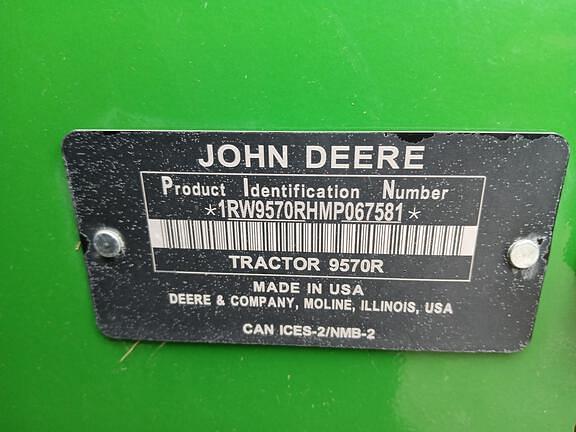 JOHN DEERE
Product Identification Number
*1RW9570RHMP067581*
TRACTOR 9570R
MADE IN USA
DEERE & COMPANY, MOLINE, ILLINOIS, USA
CAN ICES-2/NMB-2